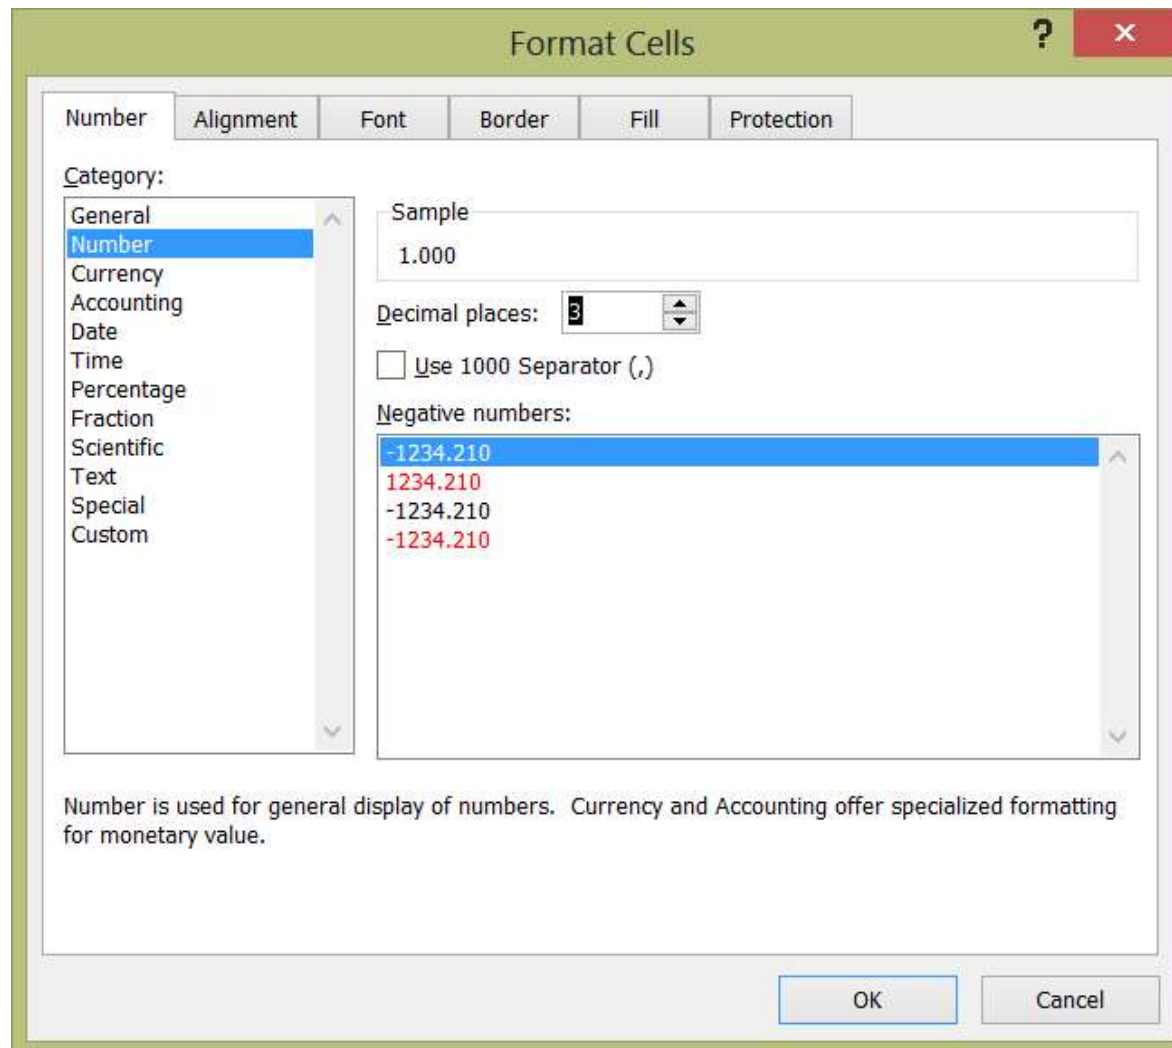 Format Cells
?
Number
Alignment
Font
Border
Fill
Protection
Category:
General
Number
Currency
Accounting
Date
Time
Percentage
Fraction
Scientific
Text
Special
Custom
Sample
1.000
Decimal places: 3
Use 1000 Separator (,)
Negative numbers:
-1234.210
1234.210
-1234.210
-1234.210
Number is used for general display of numbers.  Currency and Accounting offer specialized formatting
for monetary value.
OK
Cancel